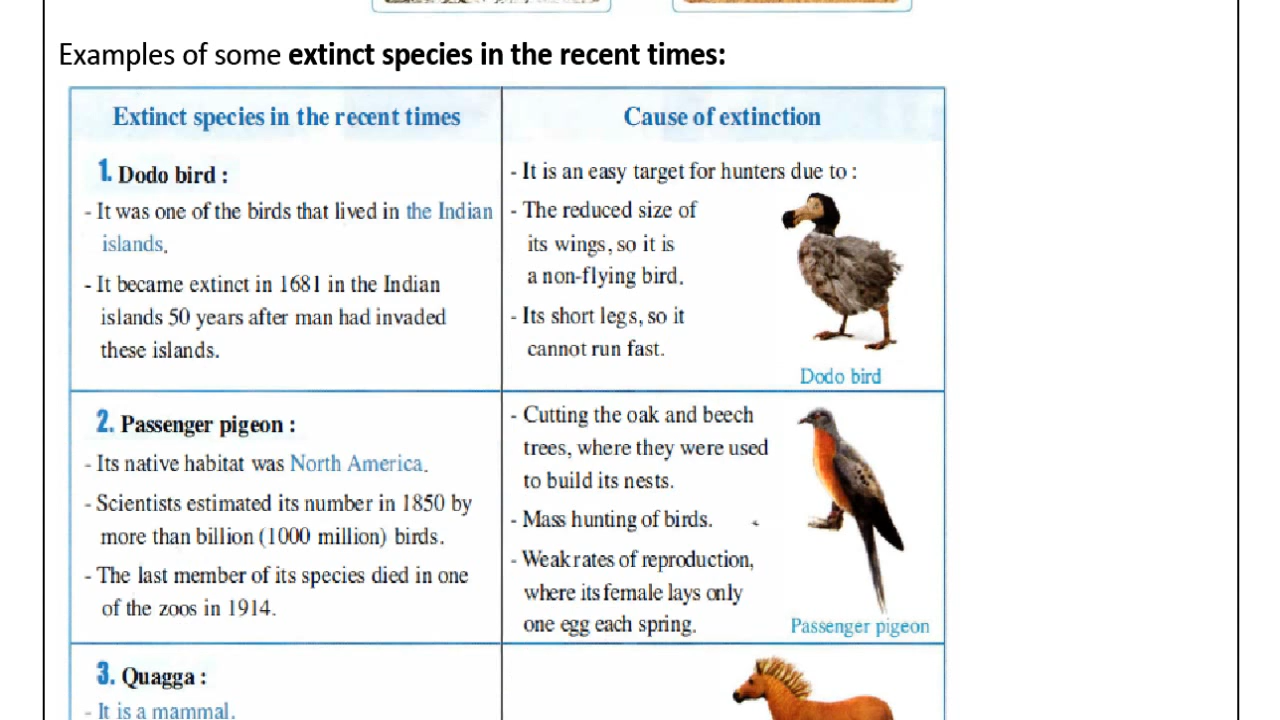 Examples of some extinct species in the recent times:
Extinct species in the recent times
Cause of extinction
1. Dodo bird :
- It was one of the birds that lived in the Indian
islands.
- It became extinct in 1681 in the Indian
islands 50 years after man had invaded
these islands.
- It is an easy target for hunters due to :
- The reduced size of
its wings, so it is
a non-flying bird.
- Its short legs, so it
cannot run fast.
Dodo bird
2. Passenger pigeon :
- Its native habitat was North America.
- Scientists estimated its number in 1850 by
more than billion (1000 million) birds.
- The last member of its species died in one
of the zoos in 1914.
- Cutting the oak and beech
trees, where they were used
to build its nests.
- Mass hunting of birds.
- Weak rates of reproduction,
where its female lays only
one egg each spring.
Passenger pigeon
3. Quagga :
- It is a mammal.